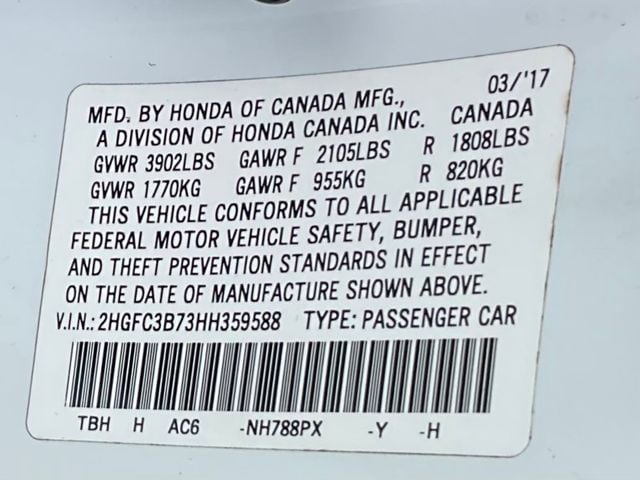 03/'17
MFD. BY HONDA OF CANADA MFG., CANADA
A DIVISION OF HONDA CANADA INC.
GVWR 3902LBS GAWR F 2105LBS R 1808LBS
GVWR 1770KG GAWR F 955KG R 820KG
THIS VEHICLE CONFORMS TO ALL APPLICABLE
FEDERAL MOTOR VEHICLE SAFETY, BUMPER,
AND THEFT PREVENTION STANDARDS IN EFFECT
ON THE DATE OF MANUFACTURE SHOWN ABOVE.
V.I.N.: 2HGFC3B73HH359588 TYPE: PASSENGER CAR
TBH H AC6 -NH788PX -Y -H